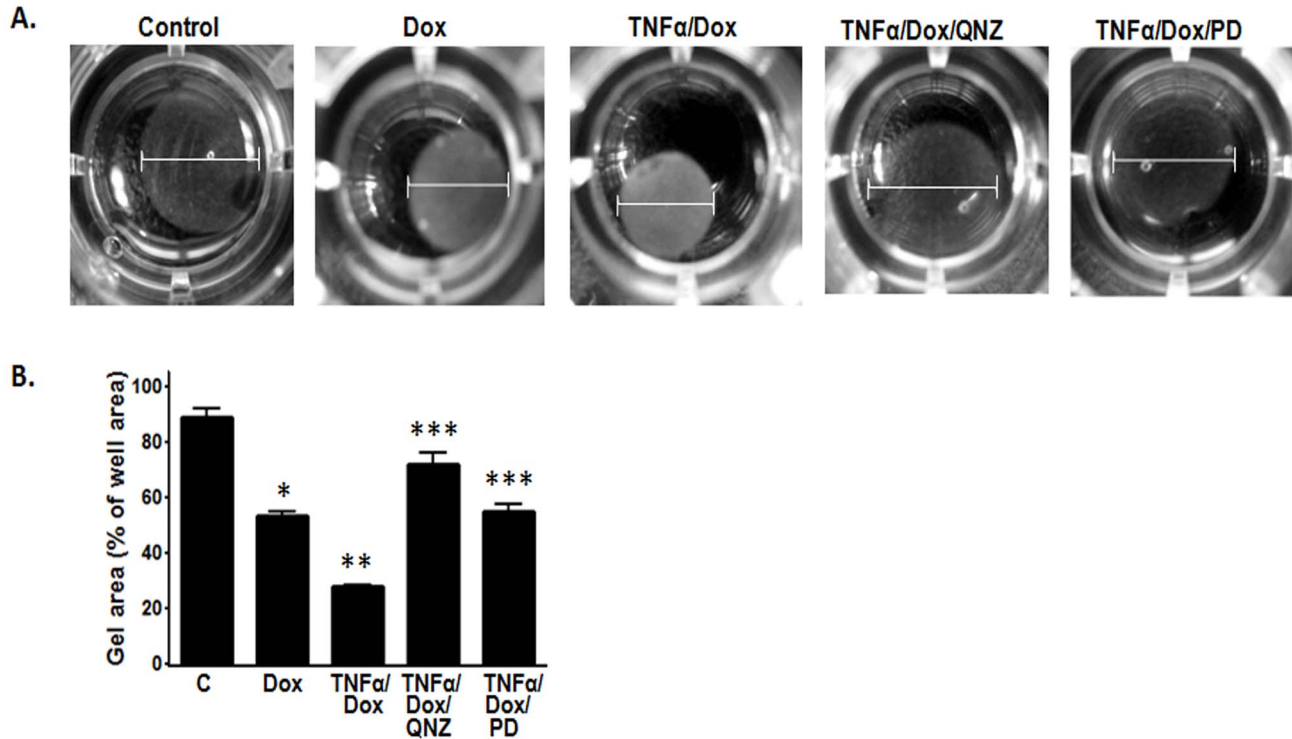 A.
Control
Dox
TNFα/Dox
TNFα/Dox/QNZ
TNFα/Dox/PD
B.
Gel area (% of well area)
100
80
60
40
20
0
*
**
***
***
C
Dox
TNFα/
Dox
TNFα/
Dox/
QNZ
TNFα/
Dox/
PD